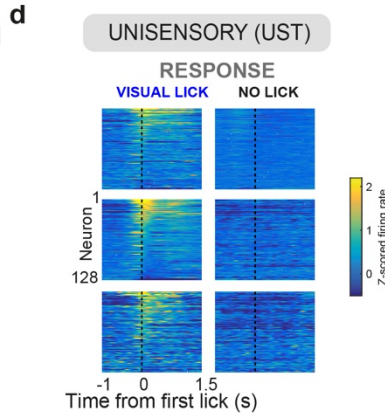 d
UNISENSORY (UST)
RESPONSE
VISUAL LICK NO LICK
1
Neuron
128
-1 0 1.5
Time from first lick (s)
2
1
0
Z-scored firing rate